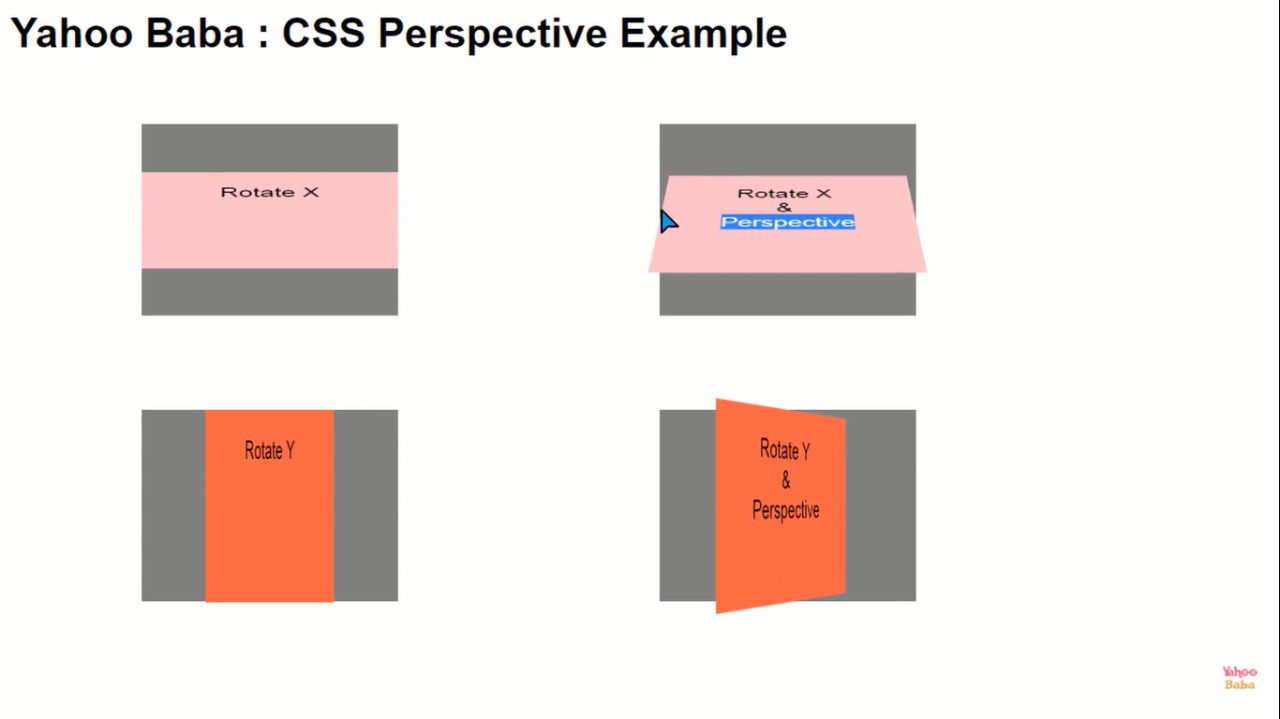 Yahoo Baba : CSS Perspective Example
Rotate X
Rotate X
&
Perspective
Rotate Y
Rotate Y
&
Perspective
Yahoo
Baba